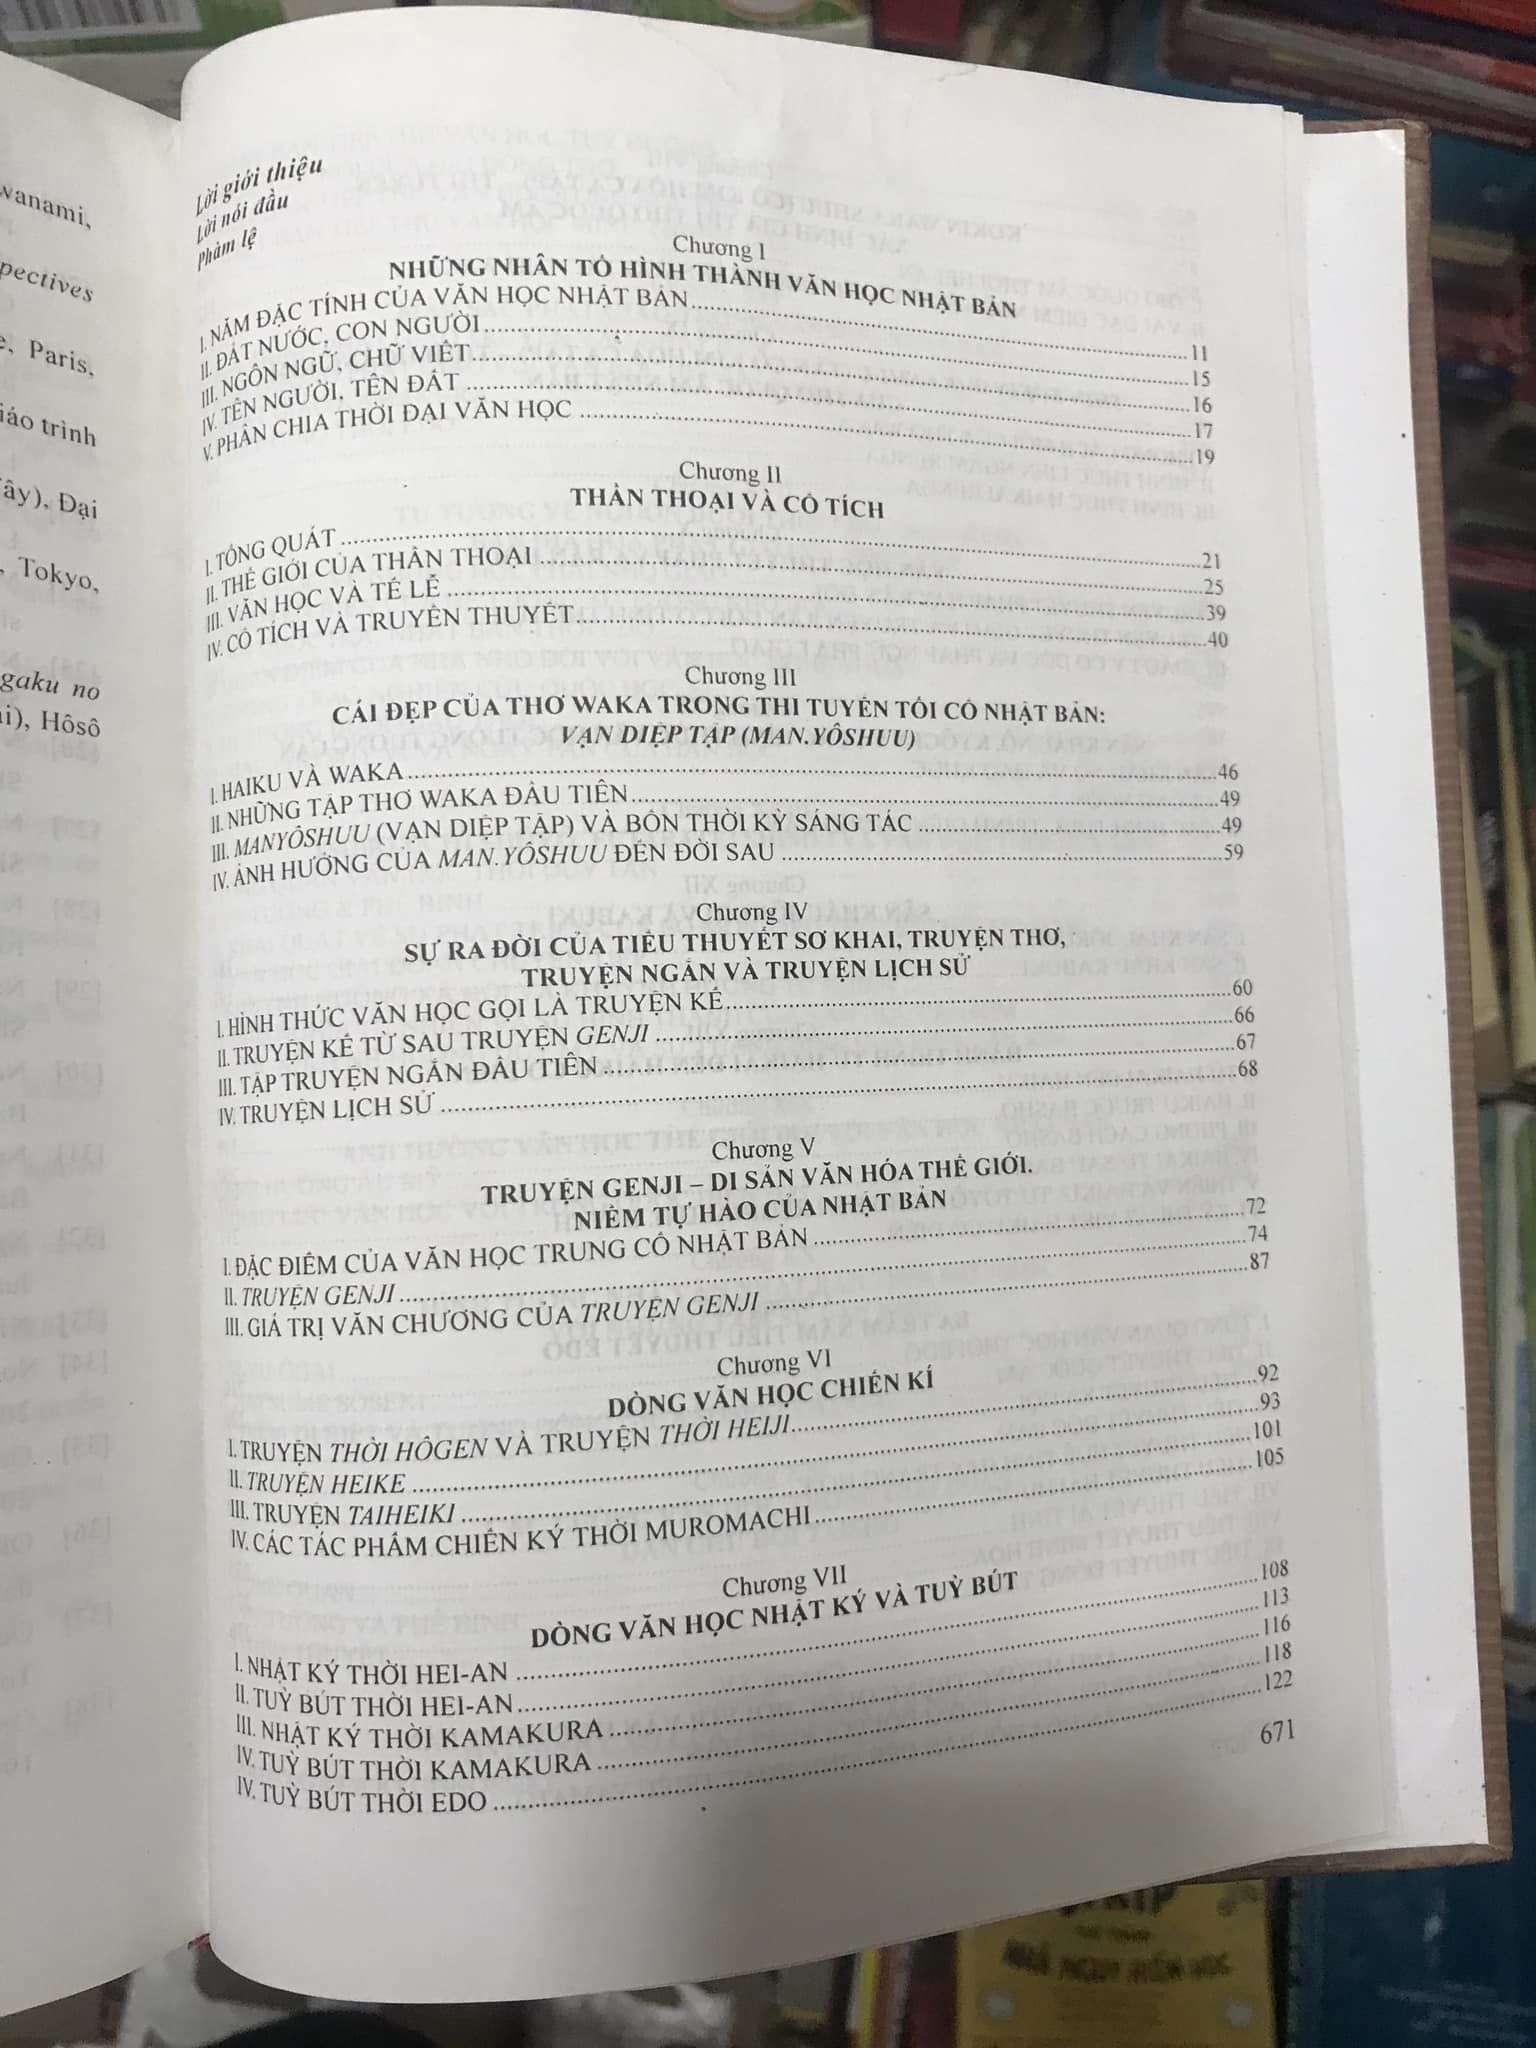 wanami,
pectives
e, Paris,
iáo trình
Tây), Đại
, Tokyo,
gaku no
ai), Hôsô
Lời giới thiệu
Lời nói đầu
Phàm lệ
Chương I
NHỮNG NHÂN TỐ HÌNH THÀNH VĂN HỌC NHẬT BẢN
I. NĂM ĐẶC TÍNH CỦA VĂN HỌC NHẬT BẢN 11
II. ĐẤT NƯỚC, CON NGƯỜI 15
III. NGÔN NGỮ, CHỮ VIẾT 16
IV. TÊN NGƯỜI, TÊN ĐẤT 17
V. PHÂN CHIA THỜI ĐẠI VĂN HỌC 19
Chương II
THẦN THOẠI VÀ CỔ TÍCH
I. TỔNG QUÁT 21
II. THẾ GIỚI CỦA THẦN THOẠI 25
III. VĂN HỌC VÀ TẾ LỄ 39
IV. CỔ TÍCH VÀ TRUYỀN THUYẾT 40
Chương III
CÁI ĐẸP CỦA THƠ WAKA TRONG THI TUYỂN TỐI CỔ NHẬT BẢN:
VẠN DIỆP TẬP (MAN.YÔSHUU)
I. HAIKU VÀ WAKA 46
II. NHỮNG TẬP THƠ WAKA ĐẦU TIÊN 49
III. MANYÔSHUU (VẠN DIỆP TẬP) VÀ BỐN THỜI KỲ SÁNG TÁC 49
IV. ẢNH HƯỞNG CỦA MAN.YÔSHUU ĐẾN ĐỜI SAU 59
Chương IV
SỰ RA ĐỜI CỦA TIỂU THUYẾT SƠ KHAI, TRUYỆN THƠ,
TRUYỆN NGẮN VÀ TRUYỆN LỊCH SỬ
I. HÌNH THỨC VĂN HỌC GỌI LÀ TRUYỆN KỂ 60
II. TRUYỆN KỂ TỪ SAU TRUYỆN GENJI 66
III. TẬP TRUYỆN NGẮN ĐẦU TIÊN 67
IV. TRUYỆN LỊCH SỬ 68
Chương V
TRUYỆN GENJI – DI SẢN VĂN HÓA THẾ GIỚI.
NIỀM TỰ HÀO CỦA NHẬT BẢN
I. ĐẶC ĐIỂM CỦA VĂN HỌC TRUNG CỔ NHẬT BẢN 72
II. TRUYỆN GENJI 74
III. GIÁ TRỊ VĂN CHƯƠNG CỦA TRUYỆN GENJI 87
Chương VI
DÒNG VĂN HỌC CHIẾN KÍ
I. TRUYỆN THỜI HÔGEN VÀ TRUYỆN THỜI HEIJI 92
II. TRUYỆN HEIKE 93
III. TRUYỆN TAIHEIKI 101
IV. CÁC TÁC PHẨM CHIẾN KÝ THỜI MUROMACHI 105
Chương VII
DÒNG VĂN HỌC NHẬT KÝ VÀ TUỲ BÚT
I. NHẬT KÝ THỜI HEI-AN 108
II. TUỲ BÚT THỜI HEI-AN 113
III. NHẬT KÝ THỜI KAMAKURA 116
IV. TUỲ BÚT THỜI KAMAKURA 118
IV. TUỲ BÚT THỜI EDO 122
671